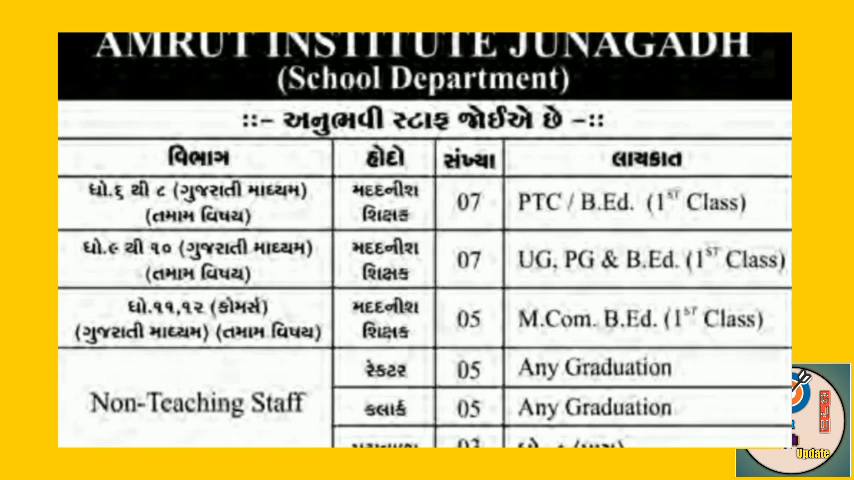 AMRUT INSTITUTE JUNAGADH
(School Department)
::– અનુભવી સ્ટાફ જોઈએ છે –::
વિભાગ હોદો સંખ્યા લાયકાત
ધો.૬ થી ૮ (ગુજરાતી માધ્યમ)
(તમામ વિષય)
મદદનીશ
શિક્ષક
07
PTC / B.Ed. (1ST Class)
ધો.૯ થી ૧૦ (ગુજરાતી માધ્યમ)
(તમામ વિષય)
મદદનીશ
શિક્ષક
07
UG, PG & B.Ed. (1ST Class)
ધો.૧૧,૧૨ (કોમર્સ)
(ગુજરાતી માધ્યમ) (તમામ વિષય)
મદદનીશ
શિક્ષક
05
M.Com. B.Ed. (1ST Class)
Non-Teaching Staff
રેકટર 05 Any Graduation
કલાર્ક 05 Any Graduation
Update